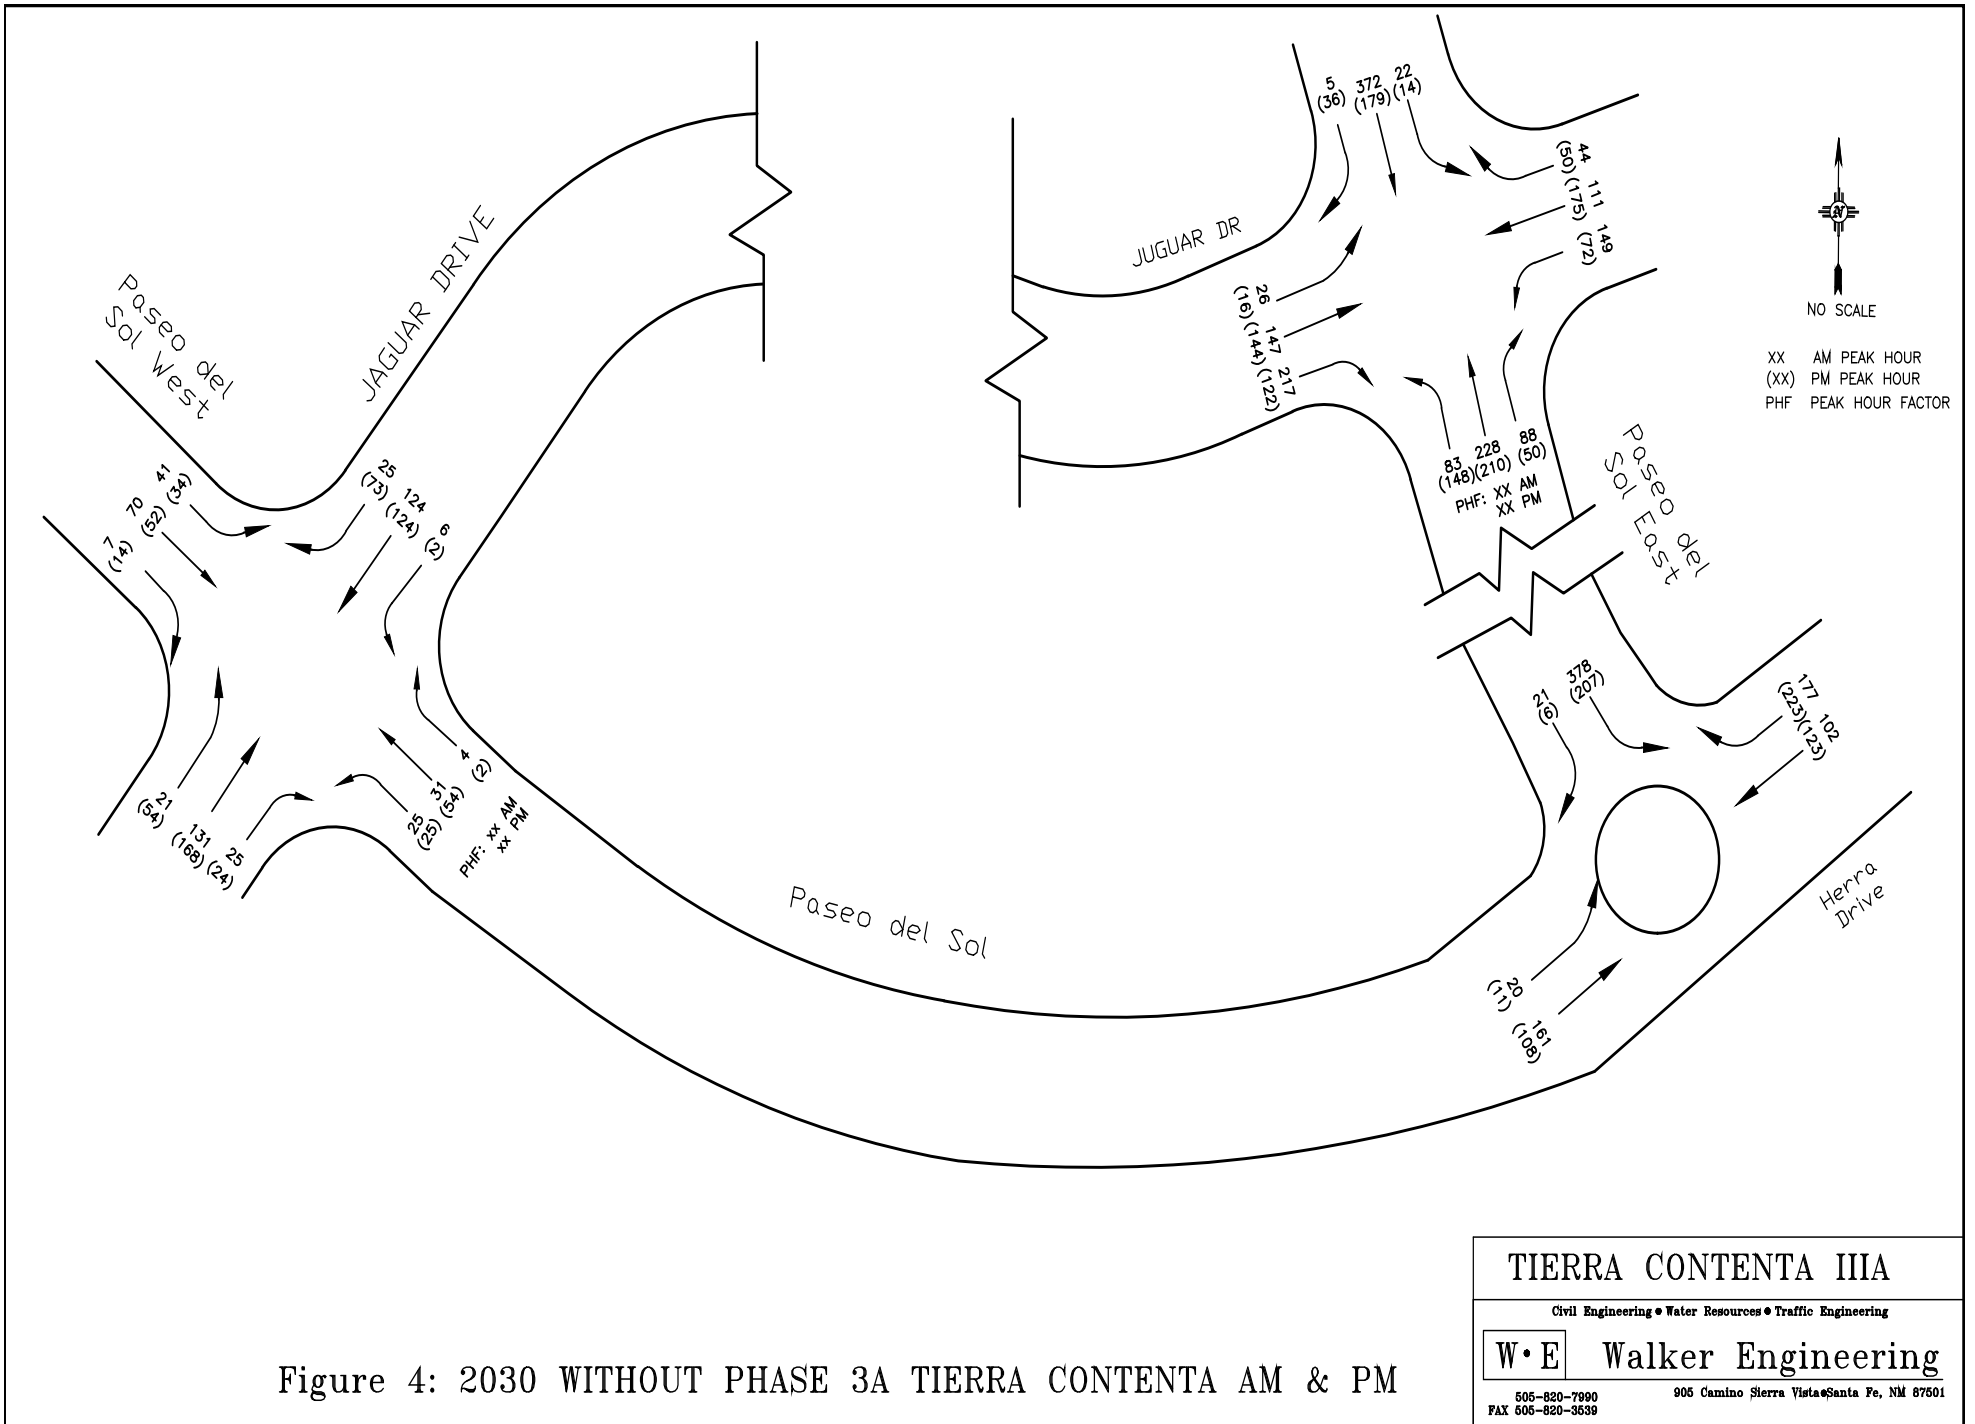 5 372 22
(36) (179) (14)
44 111 149
(50) (175) (72)
JUGUAR DR
26 147 217
(16) (144) (122)
83 228 88
(148) (210) (50)
PHF: XX AM
XX PM
Paseo del
Sol East
NO SCALE
XX AM PEAK HOUR
(XX) PM PEAK HOUR
PHF PEAK HOUR FACTOR
N
Paseo del
Sol West
JAGUAR DRIVE
7 70 41
(14) (52) (34)
25 124 6
(73) (124) (2)
21 131 25
(54) (168) (24)
25 31 4
(25) (54) (2)
PHF: xx AM
xx PM
Paseo del Sol
21 378
(6) (207)
177 102
(223) (123)
20 161
(11) (108)
Herra
Drive
TIERRA CONTENTA IIIA
Civil Engineering • Water Resources • Traffic Engineering
W•E Walker Engineering
505-820-7990
FAX 505-820-3539
905 Camino Sierra Vista•Santa Fe, NM 87501
Figure 4: 2030 WITHOUT PHASE 3A TIERRA CONTENTA AM & PM